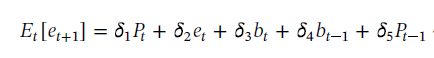 E_t[e_{t+1}] = δ_1P_t + δ_2e_t + δ_3b_t + δ_4b_{t−1} + δ_5P_{t−1}